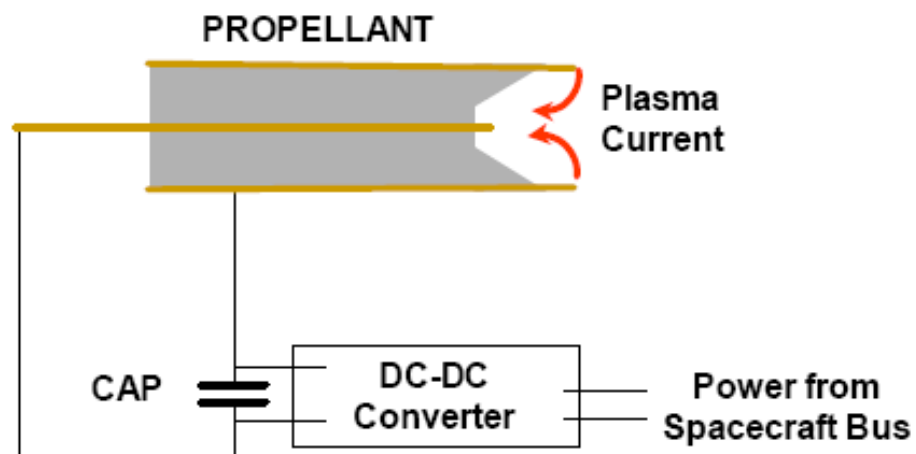 PROPELLANT
Plasma
Current
CAP
DC-DC
Converter
Power from
Spacecraft Bus